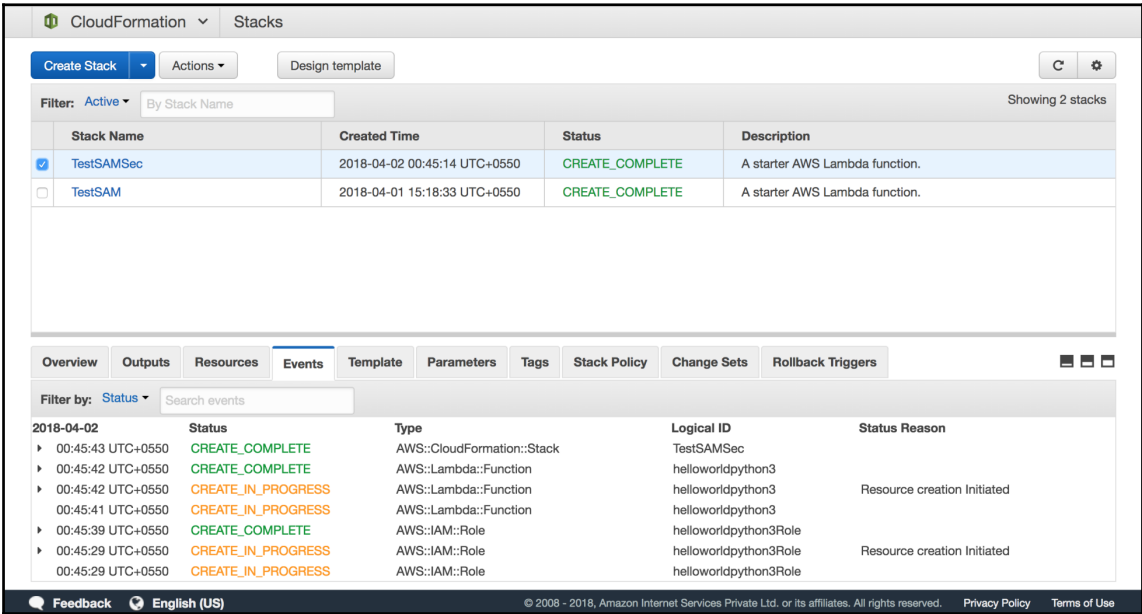 CloudFormation Stacks
Create Stack Actions Design template
Filter: Active By Stack Name Showing 2 stacks
Stack Name Created Time Status Description
TestSAMSec 2018-04-02 00:45:14 UTC+0550 CREATE_COMPLETE A starter AWS Lambda function.
TestSAM 2018-04-01 15:18:33 UTC+0550 CREATE_COMPLETE A starter AWS Lambda function.
Overview Outputs Resources Events Template Parameters Tags Stack Policy Change Sets Rollback Triggers
Filter by: Status Search events
2018-04-02 Status Type Logical ID Status Reason
00:45:43 UTC+0550 CREATE_COMPLETE AWS::CloudFormation::Stack TestSAMSec
00:45:42 UTC+0550 CREATE_COMPLETE AWS::Lambda::Function helloworldpython3
00:45:42 UTC+0550 CREATE_IN_PROGRESS AWS::Lambda::Function helloworldpython3 Resource creation Initiated
00:45:41 UTC+0550 CREATE_IN_PROGRESS AWS::Lambda::Function helloworldpython3
00:45:39 UTC+0550 CREATE_COMPLETE AWS::IAM::Role helloworldpython3Role
00:45:29 UTC+0550 CREATE_IN_PROGRESS AWS::IAM::Role helloworldpython3Role Resource creation Initiated
00:45:29 UTC+0550 CREATE_IN_PROGRESS AWS::IAM::Role helloworldpython3Role
Feedback English (US) © 2008 - 2018, Amazon Internet Services Private Ltd. or its affiliates. All rights reserved. Privacy Policy Terms of Use